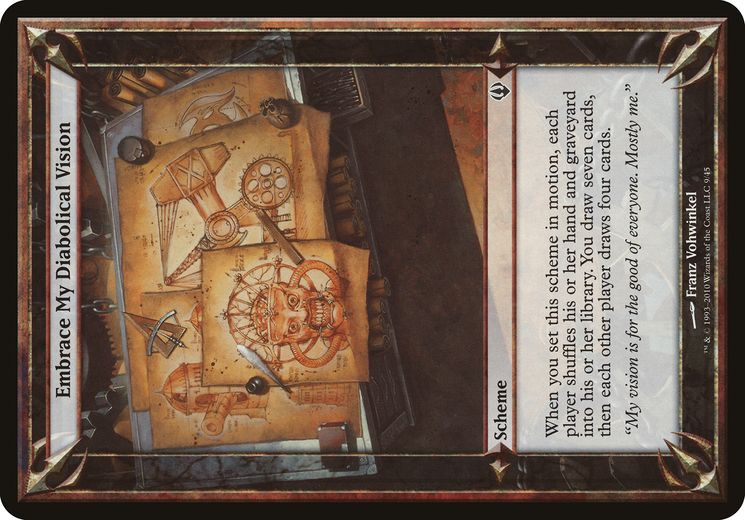 Embrace My Diabolical Vision
Scheme
When you set this scheme in motion, each
player shuffles his or her hand and graveyard
into his or her library. You draw seven cards,
then each other player draws four cards.
“My vision is for the good of everyone. Mostly me.”
Franz Vohwinkel
™ & © 1993–2010 Wizards of the Coast LLC 9/45